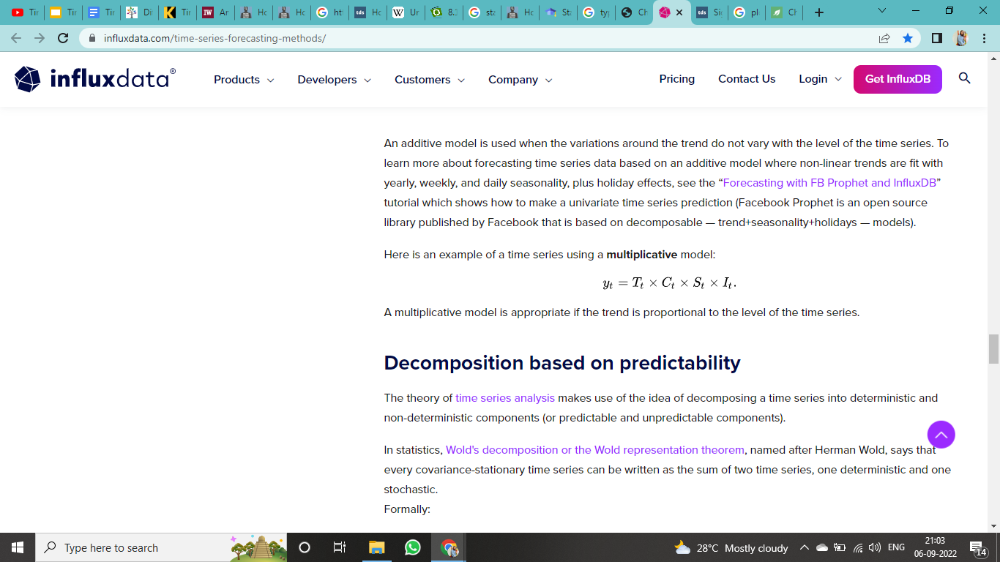 Tir
Tir
Tir
Di
Tir
Ar
Ho
Ho
htt
Ho
Ur
8.1
sta
Ho
Sta
typ
Ch
Sig
pl
Ch
influxdata.com/time-series-forecasting-methods/
influxdata®
Products
Developers
Customers
Company
Pricing
Contact Us
Login
Get InfluxDB
An additive model is used when the variations around the trend do not vary with the level of the time series. To
learn more about forecasting time series data based on an additive model where non-linear trends are fit with
yearly, weekly, and daily seasonality, plus holiday effects, see the “Forecasting with FB Prophet and InfluxDB”
tutorial which shows how to make a univariate time series prediction (Facebook Prophet is an open source
library published by Facebook that is based on decomposable — trend+seasonality+holidays — models).
Here is an example of a time series using a multiplicative model:
yₜ = Tₜ × Cₜ × Sₜ × Iₜ.
A multiplicative model is appropriate if the trend is proportional to the level of the time series.
Decomposition based on predictability
The theory of time series analysis makes use of the idea of decomposing a time series into deterministic and
non-deterministic components (or predictable and unpredictable components).
In statistics, Wold's decomposition or the Wold representation theorem, named after Herman Wold, says that
every covariance-stationary time series can be written as the sum of two time series, one deterministic and one
stochastic.
Formally:
Type here to search
28°C Mostly cloudy
ENG
21:03
06-09-2022
14